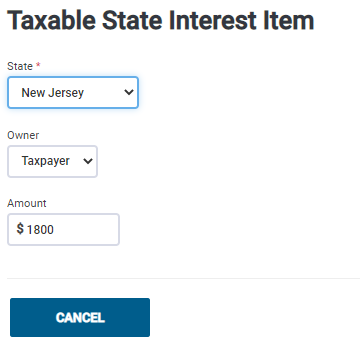 Taxable State Interest Item
State *
New Jersey
Owner
Taxpayer
Amount
$ 1800
CANCEL